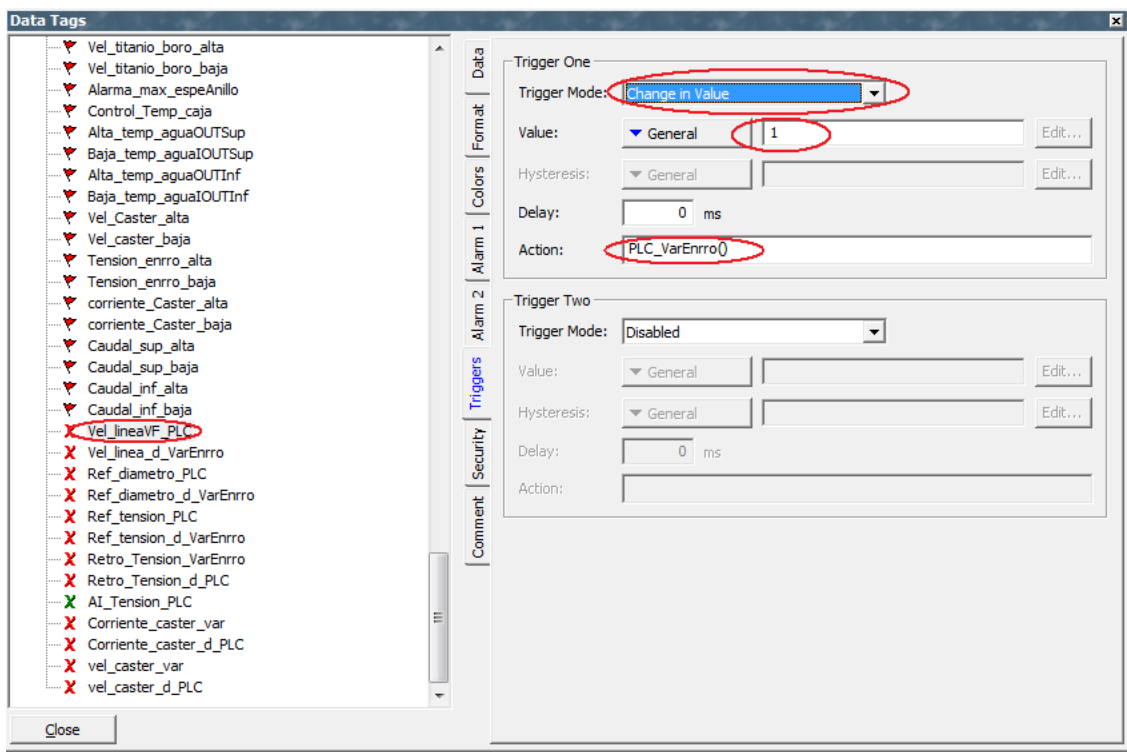 Data Tags
Vel_titanio_boro_alta
Vel_titanio_boro_baja
Alarma_max_espeAnillo
Control_Temp_caja
Alta_temp_aguaOUTSup
Baja_temp_aguaIOUTSup
Alta_temp_aguaOUTInf
Baja_temp_aguaIOUTInf
Vel_Caster_alta
Vel_caster_baja
Tension_enrro_alta
Tension_enrro_baja
corriente_Caster_alta
corriente_Caster_baja
Caudal_sup_alta
Caudal_sup_baja
Caudal_inf_alta
Caudal_inf_baja
Vel_lineaVF_PLC
Vel_linea_d_VarEnrro
Ref_diametro_PLC
Ref_diametro_d_VarEnrro
Ref_tension_PLC
Ref_tension_d_VarEnrro
Retro_Tension_VarEnrro
Retro_Tension_d_PLC
AI_Tension_PLC
Corriente_caster_var
Corriente_caster_d_PLC
vel_caster_var
vel_caster_d_PLC
Close
Data
Format
Colors
Alarm 1
Alarm 2
Triggers
Security
Comment
Trigger One
Trigger Mode: Change in Value
Value: General 1 Edit...
Hysteresis: General Edit...
Delay: 0 ms
Action: PLC_VarEnrro()
Trigger Two
Trigger Mode: Disabled
Value: General Edit...
Hysteresis: General Edit...
Delay: 0 ms
Action: